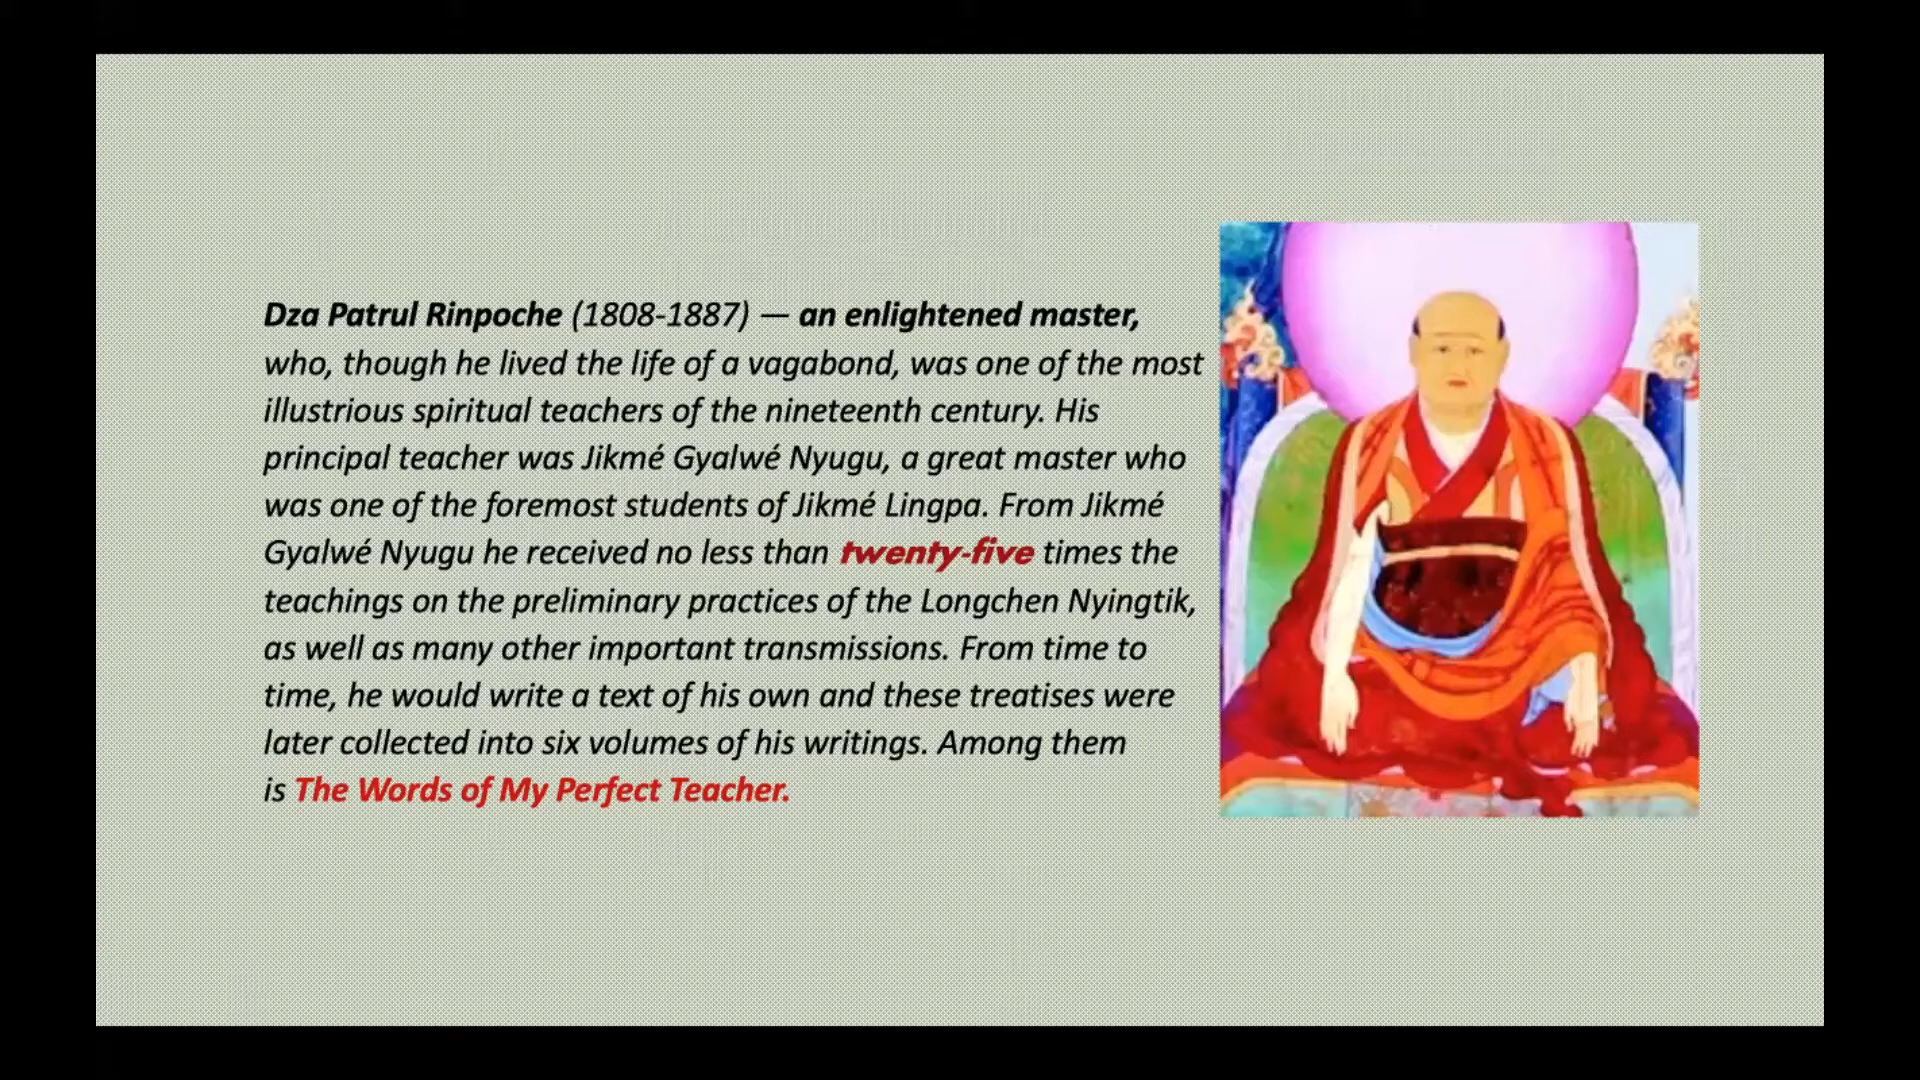 Dza Patrul Rinpoche (1808-1887) — an enlightened master,
who, though he lived the life of a vagabond, was one of the most
illustrious spiritual teachers of the nineteenth century. His
principal teacher was Jikmé Gyalwé Nyugu, a great master who
was one of the foremost students of Jikmé Lingpa. From Jikmé
Gyalwé Nyugu he received no less than twenty-five times the
teachings on the preliminary practices of the Longchen Nyingtik,
as well as many other important transmissions. From time to
time, he would write a text of his own and these treatises were
later collected into six volumes of his writings. Among them
is The Words of My Perfect Teacher.